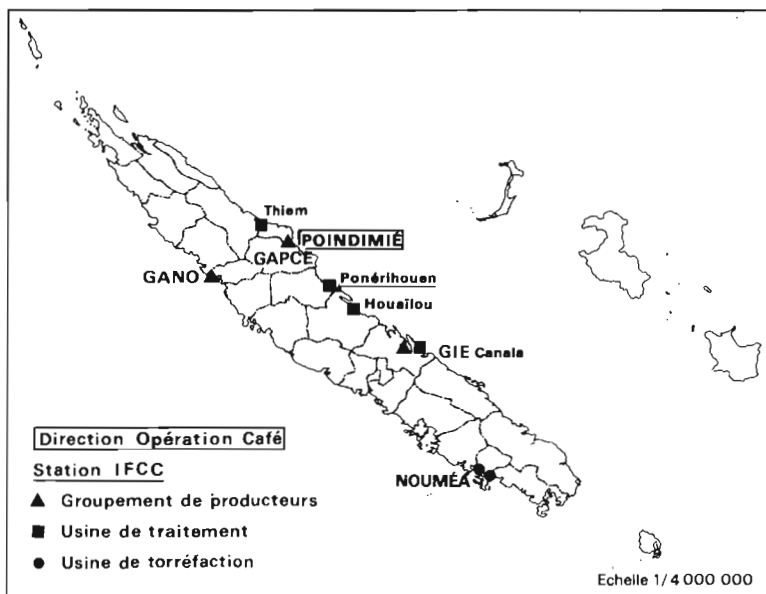 Thiem
POINDIMIÉ
GAPCE
GANO
Ponérihouen
Houaïlou
GIE Canala
NOUMÉA
Direction Opération Café
Station IFCC
Groupement de producteurs
Usine de traitement
Usine de torréfaction
Echelle 1/4 000 000